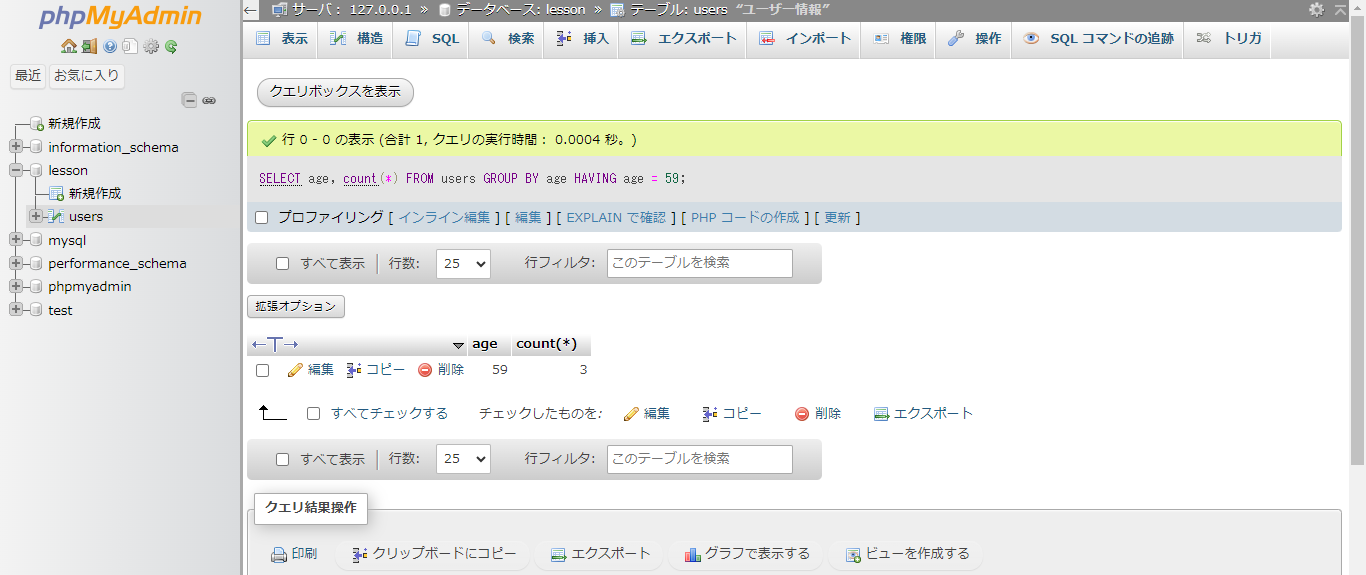 phpMyAdmin
最近 お気に入り
新規作成
information_schema
lesson
新規作成
users
mysql
performance_schema
phpmyadmin
test
サーバ: 127.0.0.1 » データベース: lesson » テーブル: users “ユーザー情報”
表示 構造 SQL 検索 挿入 エクスポート インポート 権限 操作 SQL コマンドの追跡 トリガ
クエリボックスを表示
行 0 - 0 の表示 (合計 1, クエリの実行時間： 0.0004 秒。)
SELECT age, count(*) FROM users GROUP BY age HAVING age = 59;
プロファイリング [ インライン編集 ] [ 編集 ] [ EXPLAIN で確認 ] [ PHP コードの作成 ] [ 更新 ]
すべて表示 行数: 25 行フィルタ: このテーブルを検索
拡張オプション
←T→ age count(*)
編集 コピー 削除 59 3
すべてチェックする チェックしたものを: 編集 コピー 削除 エクスポート
すべて表示 行数: 25 行フィルタ: このテーブルを検索
クエリ結果操作
印刷 クリップボードにコピー エクスポート グラフで表示する ビューを作成する